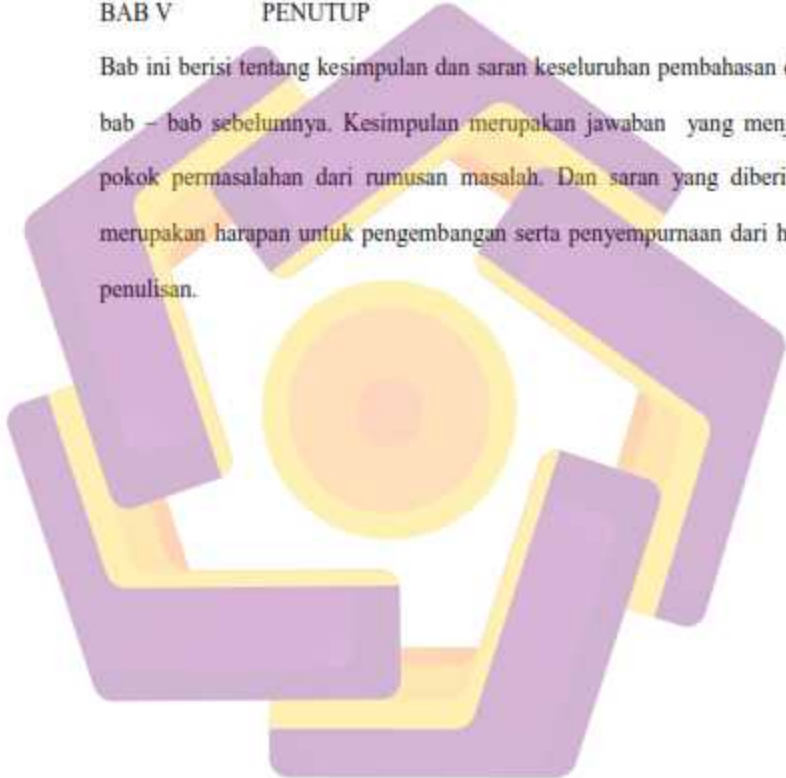 BAB V PENUTUP
Bab ini berisi tentang kesimpulan dan saran keseluruhan pembahasan
bab – bab sebelumnya. Kesimpulan merupakan jawaban yang
pokok permasalahan dari rumusan masalah. Dan saran yang
merupakan harapan untuk pengembangan serta penyempurnaan dari
penulisan.